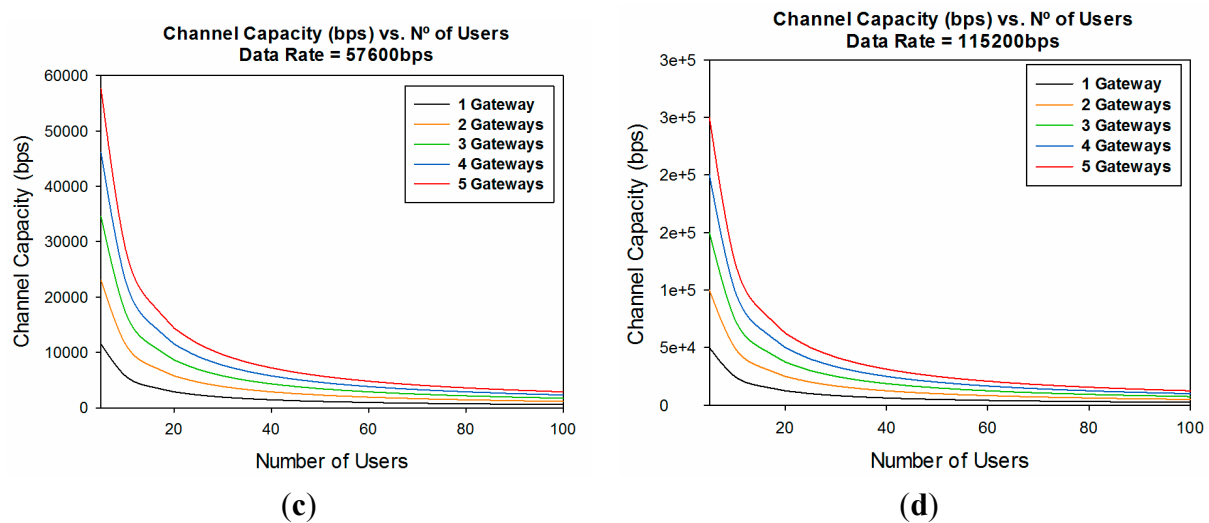 Channel Capacity (bps) vs. Nº of Users
Data Rate = 57600bps
60000
50000
40000
30000
20000
10000
0
Channel Capacity (bps)
1 Gateway
2 Gateways
3 Gateways
4 Gateways
5 Gateways
20
40
60
80
100
Number of Users
(c)
Channel Capacity (bps) vs. Nº of Users
Data Rate = 115200bps
3e+5
3e+5
2e+5
2e+5
1e+5
5e+4
0
Channel Capacity (bps)
1 Gateway
2 Gateways
3 Gateways
4 Gateways
5 Gateways
20
40
60
80
100
Number of Users
(d)